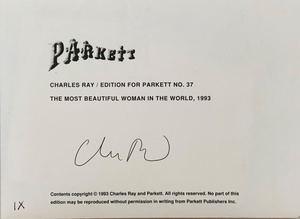 PARKETT
CHARLES RAY / EDITION FOR PARKETT NO. 37
THE MOST BEAUTIFUL WOMAN IN THE WORLD, 1993
Contents copyright © 1993 Charles Ray and Parkett. All rights reserved. No part of this
edition may be reproduced without permission in writing from Parkett Publishers Inc.
IX